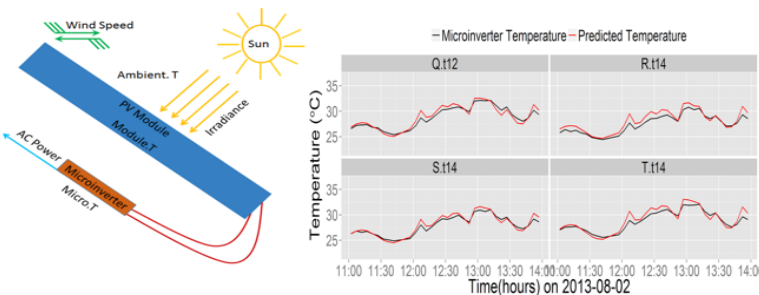 Wind Speed
Sun
Ambient. T
Irradiance
PV Module
Module.T
AC Power
Microinverter
Micro.T
Microinverter Temperature Predicted Temperature
Q.t12 R.t14
35
30
25
S.t14 T.t14
35
30
25
Temperature (°C)
11:00 11:30 12:00 12:30 13:00 13:30 14:00 11:00 11:30 12:00 12:30 13:00 13:30 14:00
Time(hours) on 2013-08-02